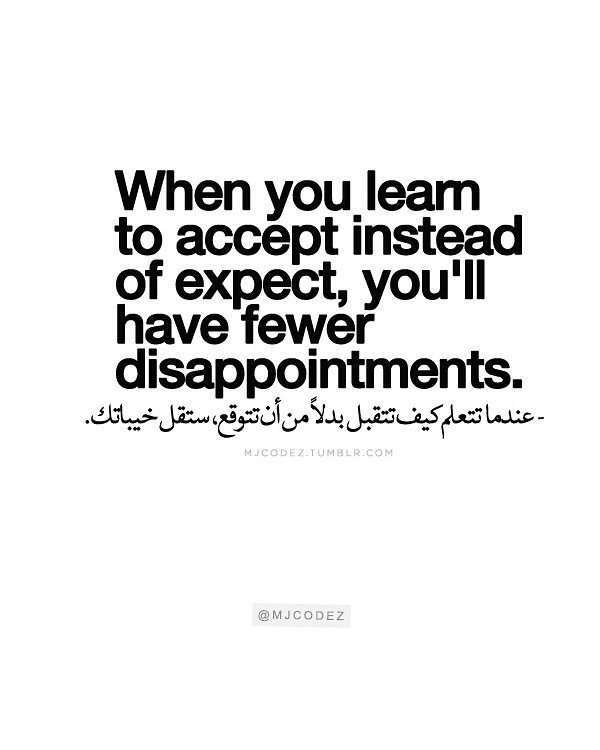 When you learn
to accept instead
of expect, you'll
have fewer
disappointments.
- عندما تتعلم كيف تتقبل بدلاً من أن تتوقع، ستقل خيباتك.
MJCODEZ.TUMBLR.COM
@MJCODEZ